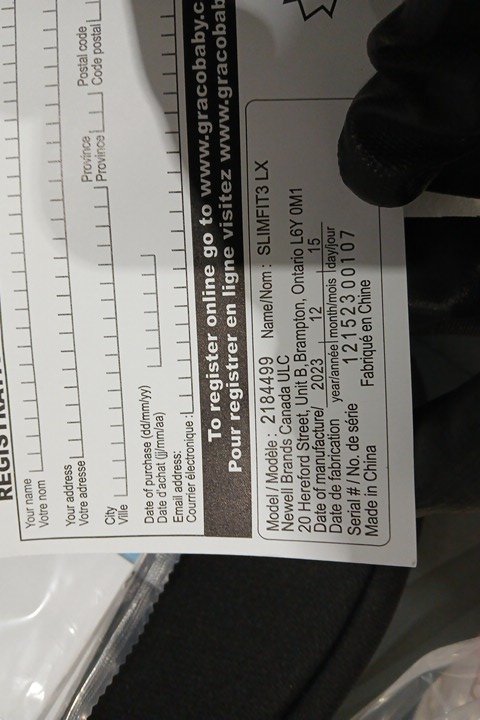 REGISTRA
Your name
Votre nom
Your address
Votre adresse
City
Ville
Province
Province
Postal code
Code postal
Date of purchase (dd/mm/yy)
Date d'achat (jj/mm/aa)
Email address:
Courrier électronique :
To register online go to www.gracobaby.c
Pour registrer en ligne visitez www.gracobab
Model / Modèle : 2184499 Name/Nom : SLIMFIT3 LX
Newell Brands Canada ULC
20 Hereford Street, Unit B, Brampton, Ontario L6Y 0M1
Date of manufacture/ 2023 12 15
Date de fabrication year/année month/mois day/jour
Serial # / No. de série 12152300107
Made in China Fabriqué en Chine